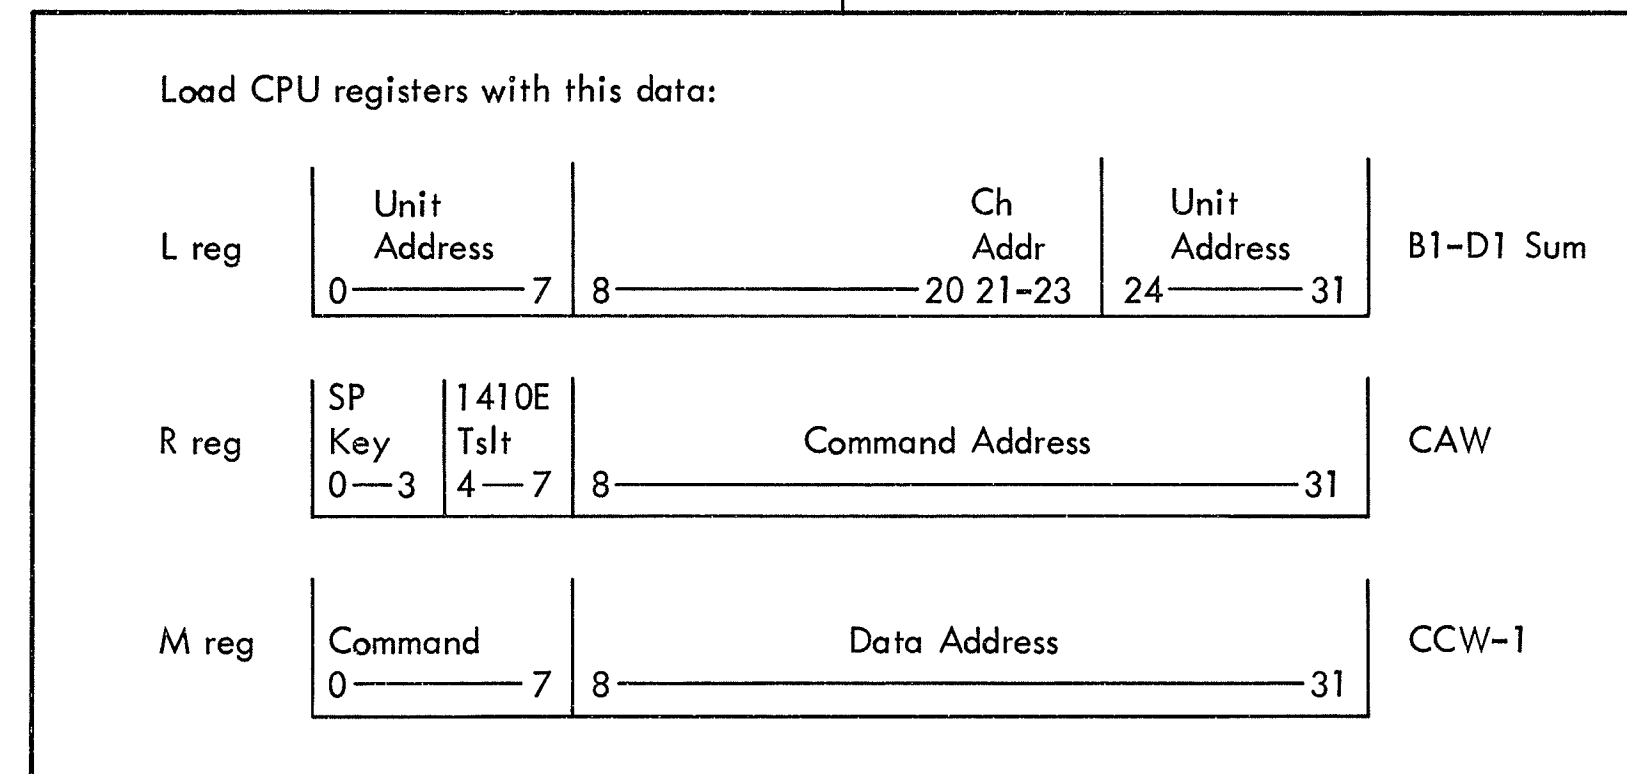 Load CPU registers with this data:
Unit Ch Unit
L reg Address Addr Address B1-D1 Sum
0 7 8 20 21-23 24 31
SP 1410E
R reg Key Tslt Command Address CAW
0 3 4 7 8 31
M reg Command Data Address CCW-1
0 7 8 31